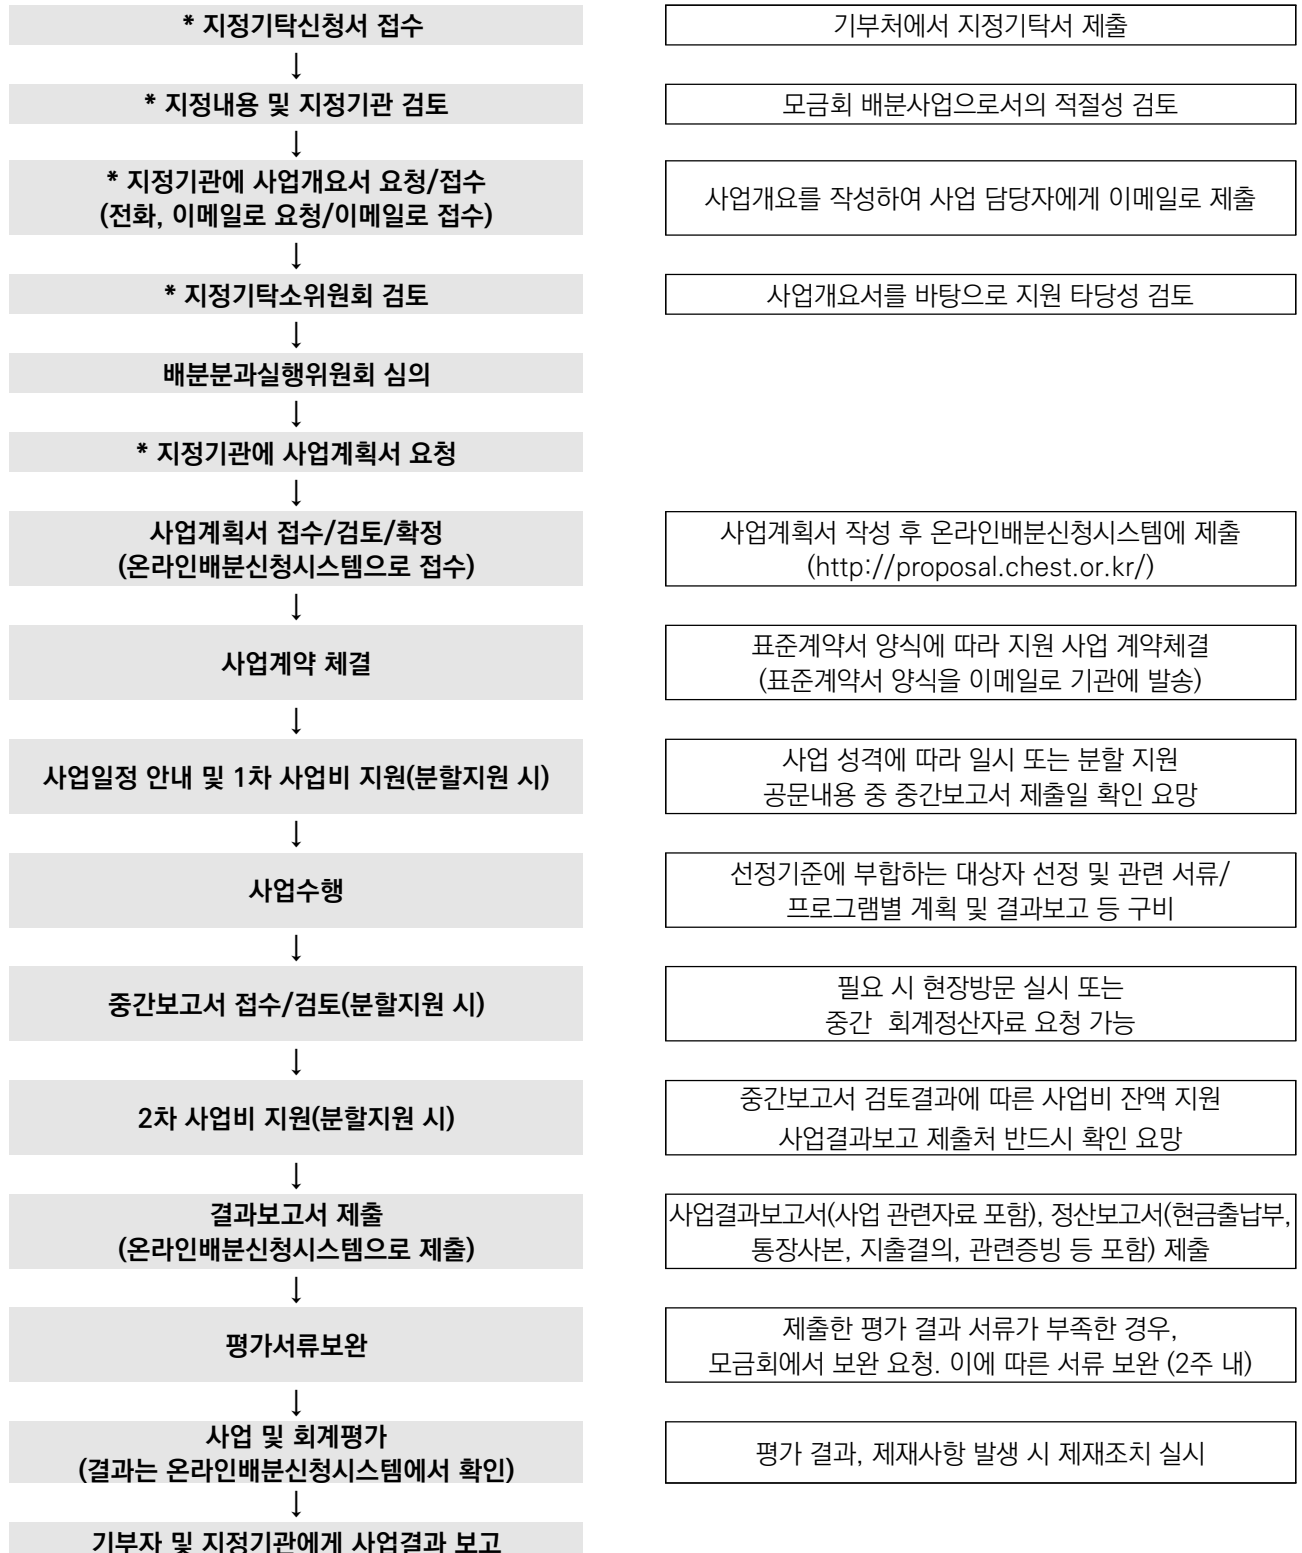 * 지정기탁신청서 접수
기부처에서 지정기탁서 제출
↓
* 지정내용 및 지정기관 검토
모금회 배분사업으로서의 적절성 검토
↓
* 지정기관에 사업개요서 요청/접수
(전화, 이메일로 요청/이메일로 접수)
사업개요를 작성하여 사업 담당자에게 이메일로 제출
↓
* 지정기탁소위원회 검토
사업개요서를 바탕으로 지원 타당성 검토
↓
배분분과실행위원회 심의
↓
* 지정기관에 사업계획서 요청
↓
사업계획서 접수/검토/확정
(온라인배분신청시스템으로 접수)
사업계획서 작성 후 온라인배분신청시스템에 제출
(http://proposal.chest.or.kr/)
↓
사업계약 체결
표준계약서 양식에 따라 지원 사업 계약체결
(표준계약서 양식을 이메일로 기관에 발송)
↓
사업일정 안내 및 1차 사업비 지원(분할지원 시)
사업 성격에 따라 일시 또는 분할 지원
공문내용 중 중간보고서 제출일 확인 요망
↓
사업수행
선정기준에 부합하는 대상자 선정 및 관련 서류/
프로그램별 계획 및 결과보고 등 구비
↓
중간보고서 접수/검토(분할지원 시)
필요 시 현장방문 실시 또는
중간 회계정산자료 요청 가능
↓
2차 사업비 지원(분할지원 시)
중간보고서 검토결과에 따른 사업비 잔액 지원
사업결과보고 제출처 반드시 확인 요망
↓
결과보고서 제출
(온라인배분신청시스템으로 제출)
사업결과보고서(사업 관련자료 포함), 정산보고서(현금출납부,
통장사본, 지출결의, 관련증빙 등 포함) 제출
↓
평가서류보완
제출한 평가 결과 서류가 부족한 경우,
모금회에서 보완 요청. 이에 따른 서류 보완 (2주 내)
↓
사업 및 회계평가
(결과는 온라인배분신청시스템에서 확인)
평가 결과, 제재사항 발생 시 제재조치 실시
↓
기부자 및 지정기관에게 사업결과 보고